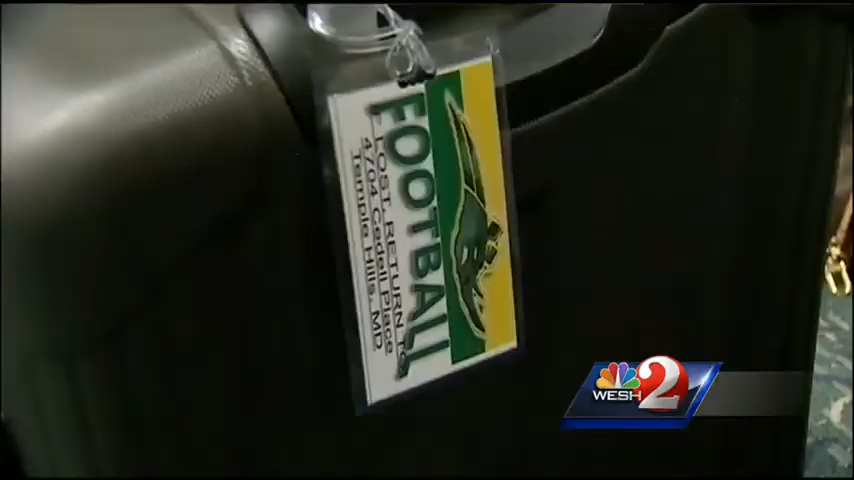 FOOTBALL
LOST, RETURN TO
4704 Cedell Place
Temple Hills, MD
WESH 2